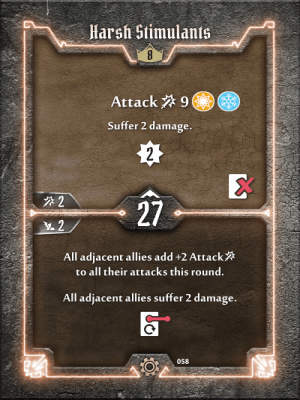 Harsh Stimulants
8
Attack 9
Suffer 2 damage.
2
2
27
2
All adjacent allies add +2 Attack
to all their attacks this round.
All adjacent allies suffer 2 damage.
058